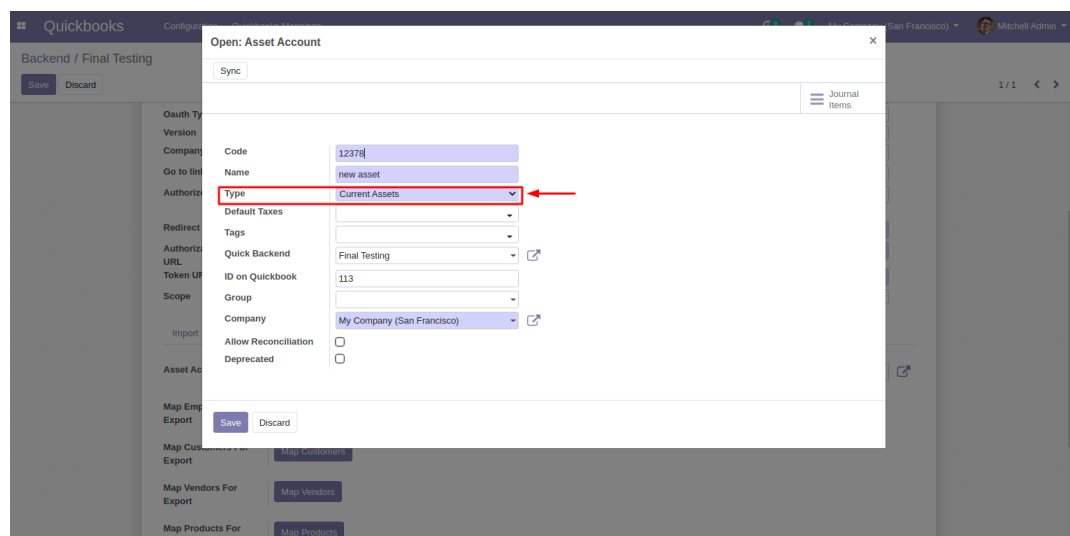 Quickbooks
Mitchell Admin
Backend / Final Testing
Save Discard
1 / 1
Open: Asset Account
×
Sync
Journal
Items
Oauth Ty
Version
Company
Go to link
Authoriz
Redirect
Authoriza
URL
Token UR
Scope
Import
Asset Ac
Code 12378
Name new asset
Type Current Assets
Default Taxes
Tags
Quick Backend Final Testing
ID on Quickbook 113
Group
Company My Company (San Francisco)
Allow Reconciliation
Deprecated
Save Discard
Map Emp
Export
Map Customers For
Export
Map Customers
Map Vendors For
Export
Map Vendors
Map Products For
Map Products